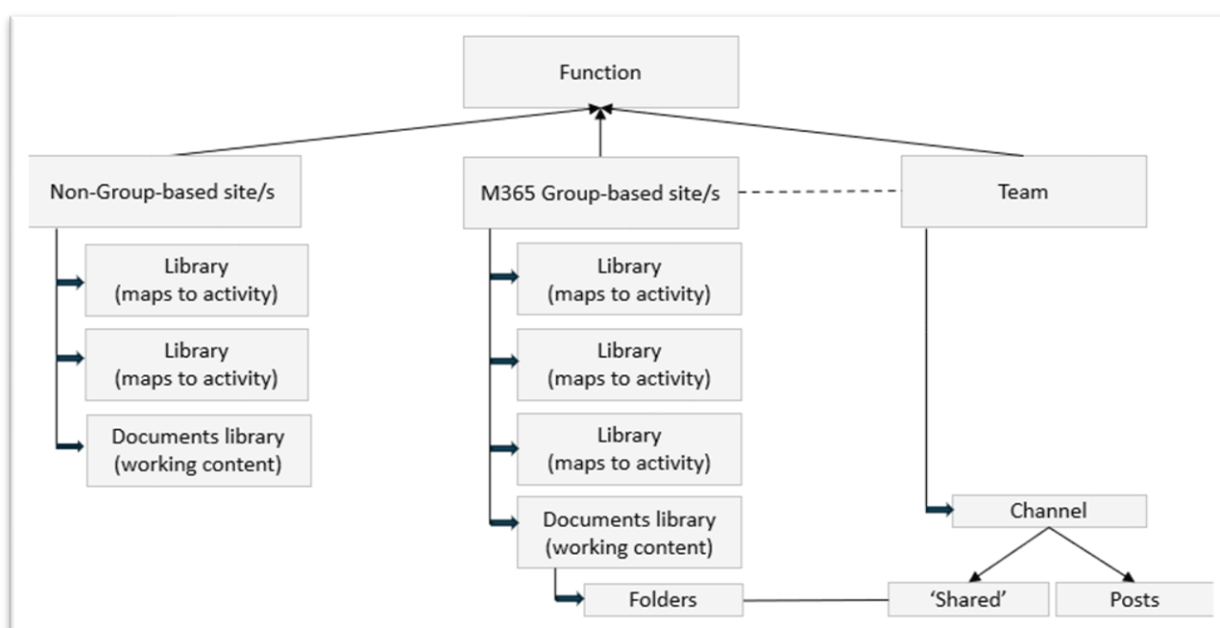 Function
Non-Group-based site/s
M365 Group-based site/s
Team
Library
(maps to activity)
Library
(maps to activity)
Documents library
(working content)
Library
(maps to activity)
Library
(maps to activity)
Library
(maps to activity)
Documents library
(working content)
Folders
Channel
‘Shared’
Posts